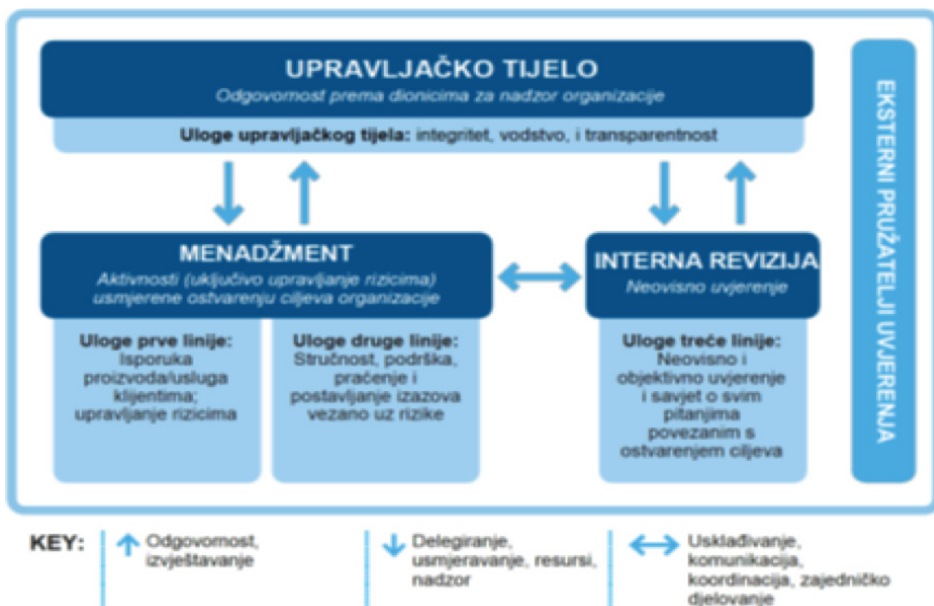 UPRAVLJAČKO TIJELO
Odgovornost prema dionicima za nadzor organizacije
Uloge upravljačkog tijela: integritet, vodstvo, i transparentnost
MENADŽMENT
Aktivnosti (uključivo upravljanje rizicima)
usmjerene ostvarenju ciljeva organizacije
Uloge prve linije:
Isporuka
proizvoda/usluga
klijentima;
upravljanje rizicima
Uloge druge linije:
Stručnost, podrška,
praćenje i
postavljanje izazova
vezano uz rizike
INTERNA REVIZIJA
Neovisno uvjerenje
Uloge treće linije:
Neovisno i
objektivno uvjerenje
i savjet o svim
pitanjima
povezanim s
ostvarenjem ciljeva
EKSTERNI PRUŽATELJI UVJERENJA
KEY:
Odgovornost,
izvještavanje
Delegiranje,
usmjeravanje, resursi,
nadzor
Usklađivanje,
komunikacija,
koordinacija, zajedničko
djelovanje